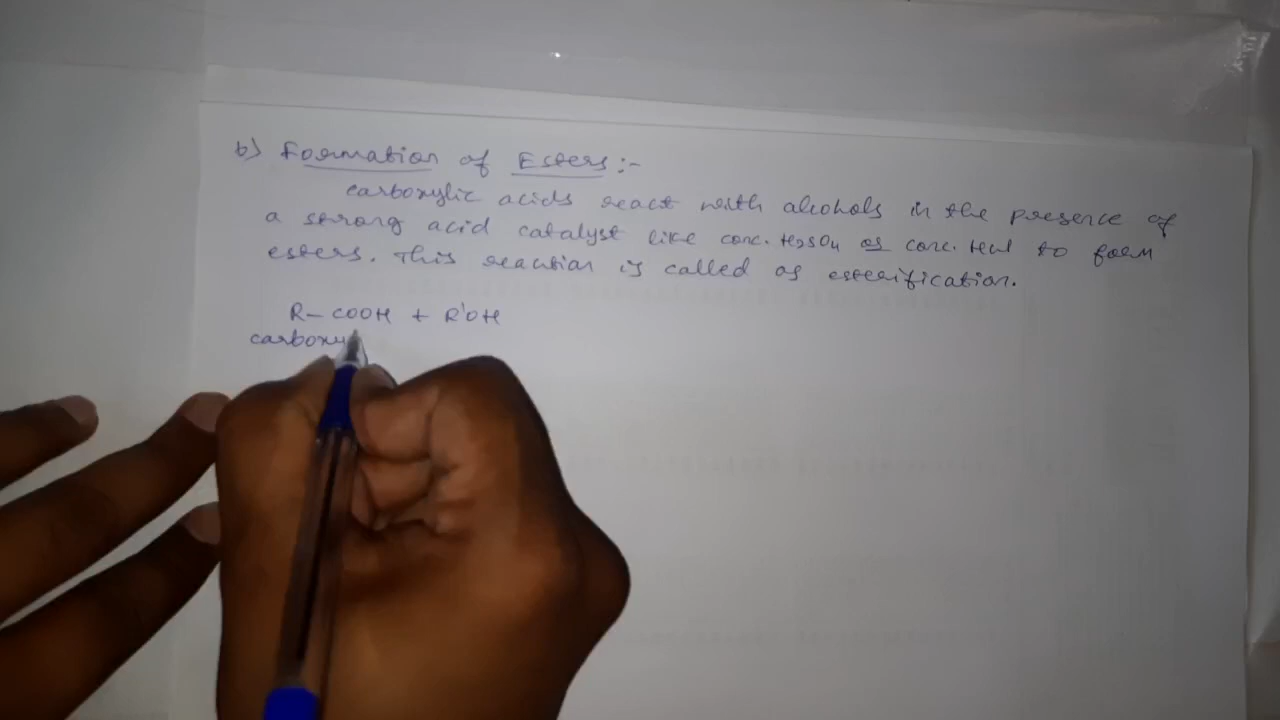 b) Formation of Esters:-
carboxylic acids react with alcohols in the presence of
a strong acid catalyst like conc. H2SO4 or conc. HCl to form
esters. This reaction is called as esterification.
R- COOH + R'OH
carboxy